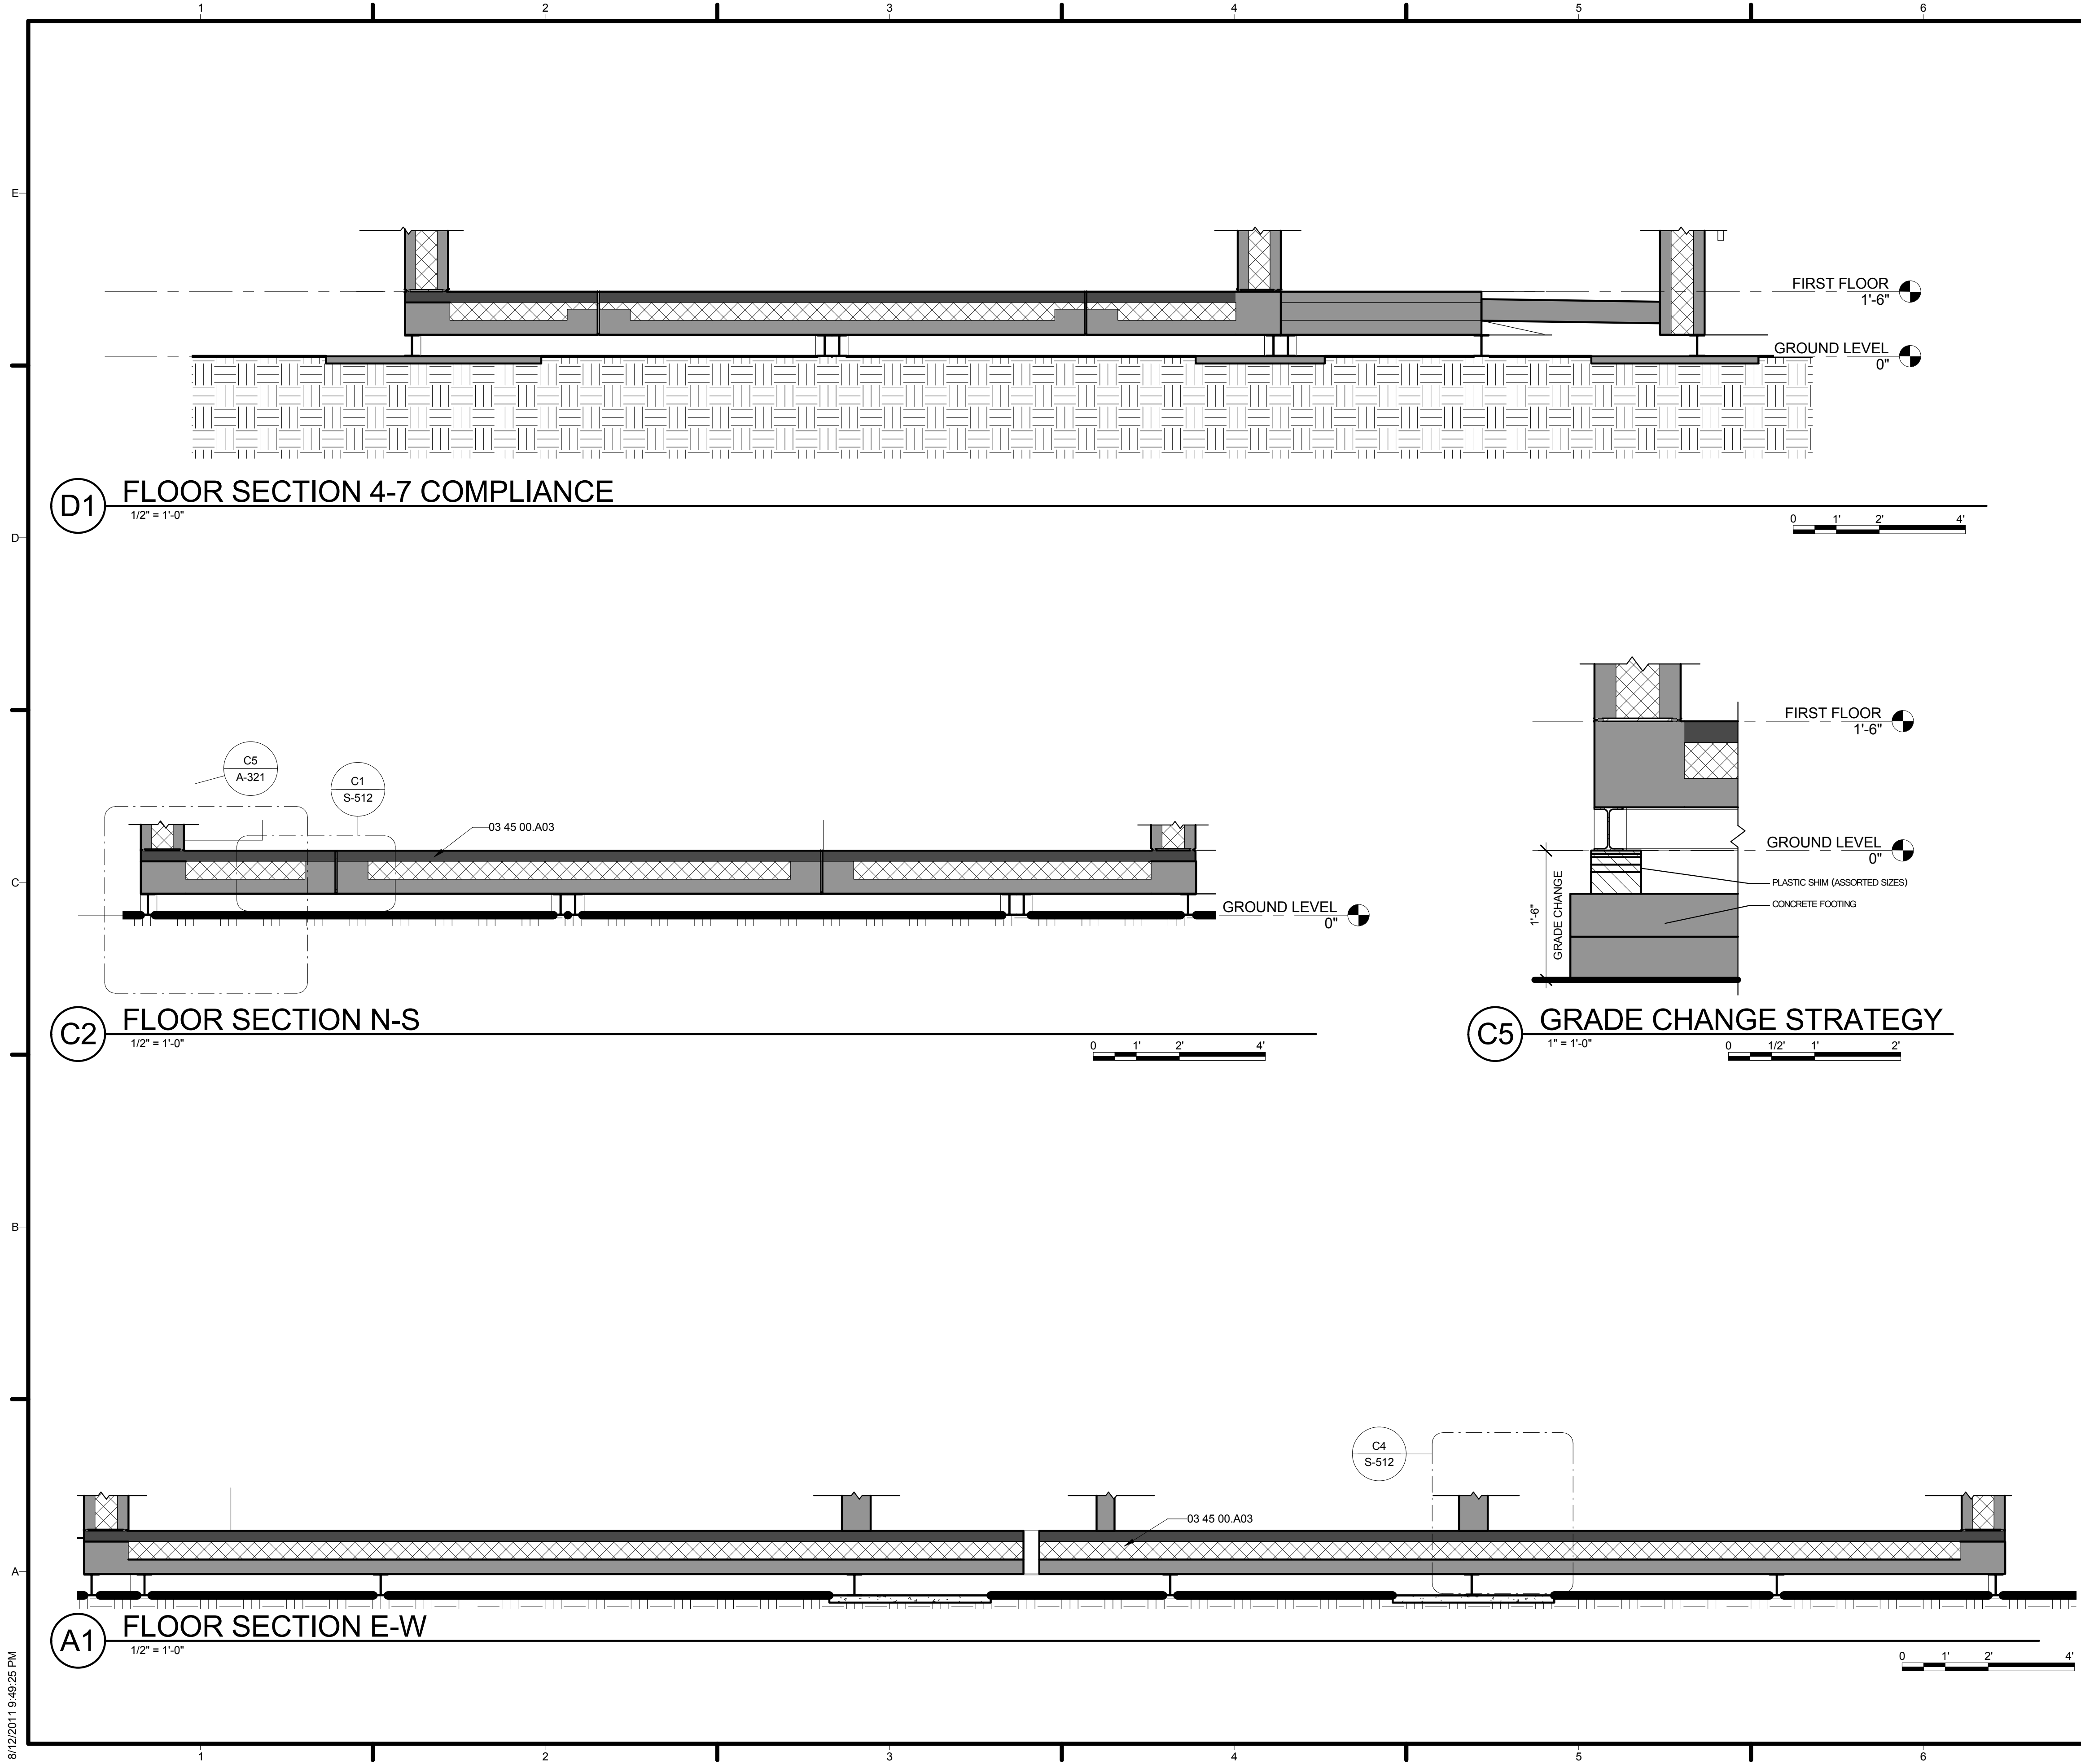 1 2 3 4 5 6
E
FIRST FLOOR
1'-6"
GROUND LEVEL
0"
D1 FLOOR SECTION 4-7 COMPLIANCE
1/2" = 1'-0"
0 1' 2' 4'
D
FIRST FLOOR
1'-6"
C5
A-321
C1
S-512
03 45 00.A03
GROUND LEVEL
0"
PLASTIC SHIM (ASSORTED SIZES)
CONCRETE FOOTING
1'-6"
GRADE CHANGE
C
GROUND LEVEL
0"
C2 FLOOR SECTION N-S
1/2" = 1'-0"
0 1' 2' 4'
C5 GRADE CHANGE STRATEGY
1" = 1'-0"
0 1/2' 1' 2'
B
C4
S-512
03 45 00.A03
A
A1 FLOOR SECTION E-W
1/2" = 1'-0"
0 1' 2' 4'
8/12/2011 9:49:25 PM
1 2 3 4 5 6